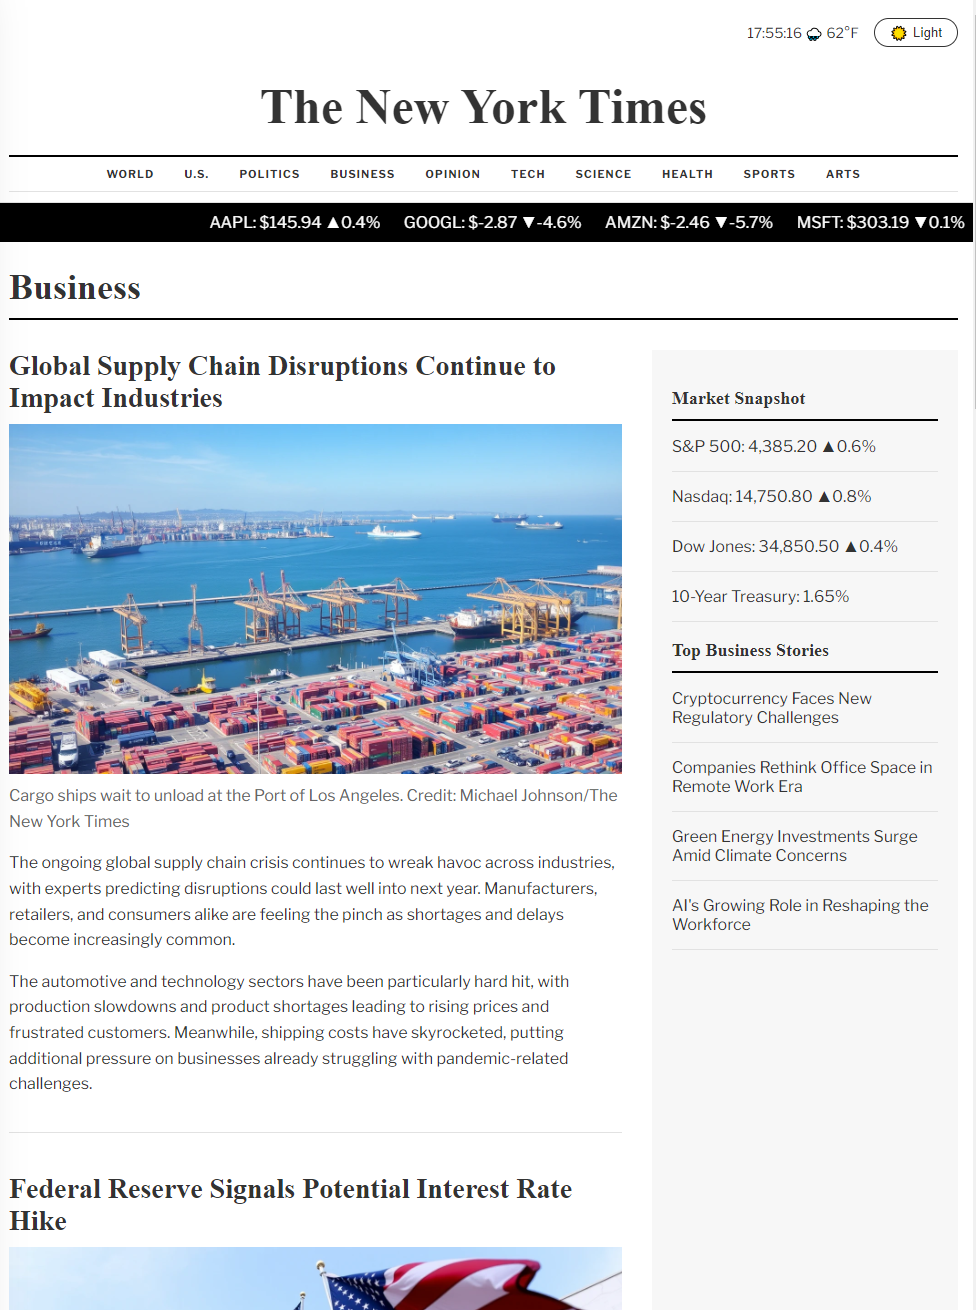 17:55:16 62°F Light
The New York Times
WORLD U.S. POLITICS BUSINESS OPINION TECH SCIENCE HEALTH SPORTS ARTS
AAPL: $145.94 ▲0.4% GOOGL: $-2.87 ▼-4.6% AMZN: $-2.46 ▼-5.7% MSFT: $303.19 ▼0.1%
Business
Global Supply Chain Disruptions Continue to
Impact Industries
Cargo ships wait to unload at the Port of Los Angeles. Credit: Michael Johnson/The
New York Times
The ongoing global supply chain crisis continues to wreak havoc across industries,
with experts predicting disruptions could last well into next year. Manufacturers,
retailers, and consumers alike are feeling the pinch as shortages and delays
become increasingly common.
The automotive and technology sectors have been particularly hard hit, with
production slowdowns and product shortages leading to rising prices and
frustrated customers. Meanwhile, shipping costs have skyrocketed, putting
additional pressure on businesses already struggling with pandemic-related
challenges.
Federal Reserve Signals Potential Interest Rate
Hike
Market Snapshot
S&P 500: 4,385.20 ▲0.6%
Nasdaq: 14,750.80 ▲0.8%
Dow Jones: 34,850.50 ▲0.4%
10-Year Treasury: 1.65%
Top Business Stories
Cryptocurrency Faces New
Regulatory Challenges
Companies Rethink Office Space in
Remote Work Era
Green Energy Investments Surge
Amid Climate Concerns
AI's Growing Role in Reshaping the
Workforce